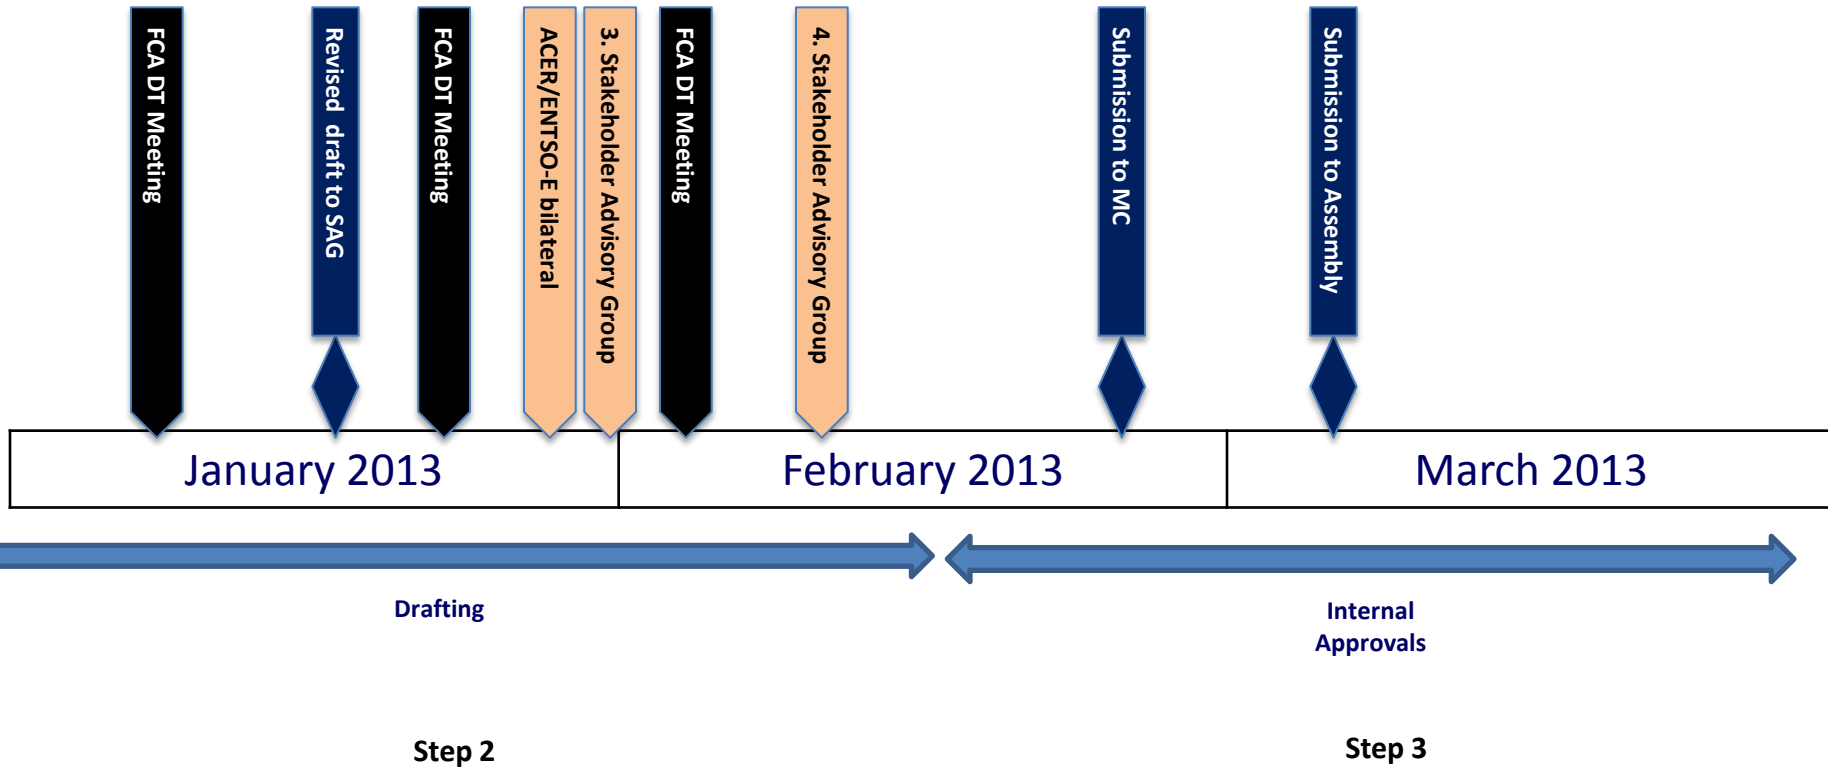 FCA DT Meeting
Revised draft to SAG
FCA DT Meeting
ACER/ENTSO-E bilateral
3. Stakeholder Advisory Group
FCA DT Meeting
4. Stakeholder Advisory Group
Submission to MC
Submission to Assembly
January 2013
February 2013
March 2013
Drafting
Internal
Approvals
Step 2
Step 3